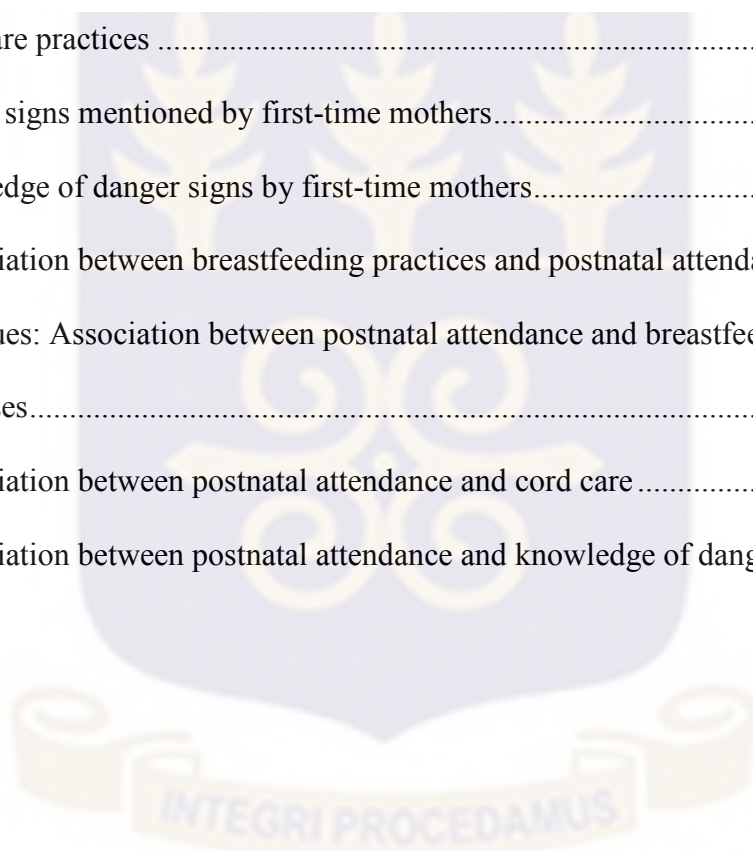 are practices ....................................................................................
signs mentioned by first-time mothers.....................................
edge of danger signs by first-time mothers................................
iation between breastfeeding practices and postnatal attenda
ues: Association between postnatal attendance and breastfee
es.............................................................................................
iation between postnatal attendance and cord care ...............
iation between postnatal attendance and knowledge of dang
INTEGRI PROCEDAMUS